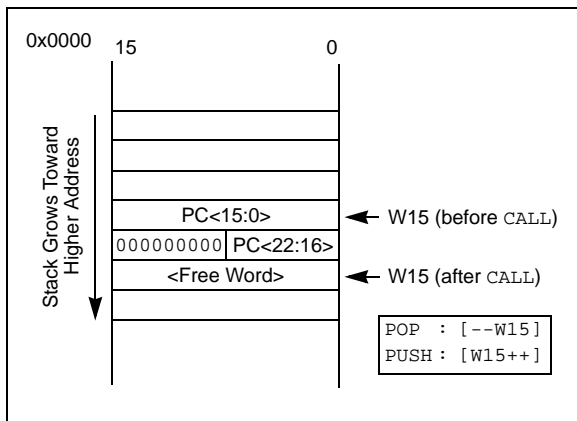 0x0000
15 0
Stack Grows Toward
Higher Address
PC<15:0>
W15 (before CALL)
000000000 PC<22:16>
<Free Word>
W15 (after CALL)
POP : [--W15]
PUSH : [W15++]